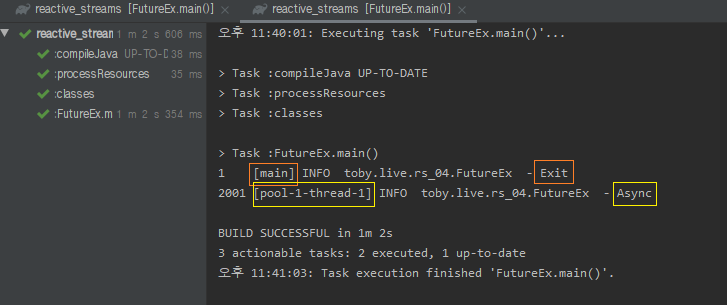 reactive_streams [FutureEx.main()] × reactive_streams [FutureEx.main()] ×
reactive_stream 1 m 2 s 606 ms
:compileJava UP-TO-D 38 ms
:processResources 35 ms
:classes
:FutureEx.m 1 m 2 s 354 ms
오후 11:40:01: Executing task 'FutureEx.main()'...
> Task :compileJava UP-TO-DATE
> Task :processResources
> Task :classes
> Task :FutureEx.main()
1 [main] INFO toby.live.rs_04.FutureEx - Exit
2001 [pool-1-thread-1] INFO toby.live.rs_04.FutureEx - Async
BUILD SUCCESSFUL in 1m 2s
3 actionable tasks: 2 executed, 1 up-to-date
오후 11:41:03: Task execution finished 'FutureEx.main()'.